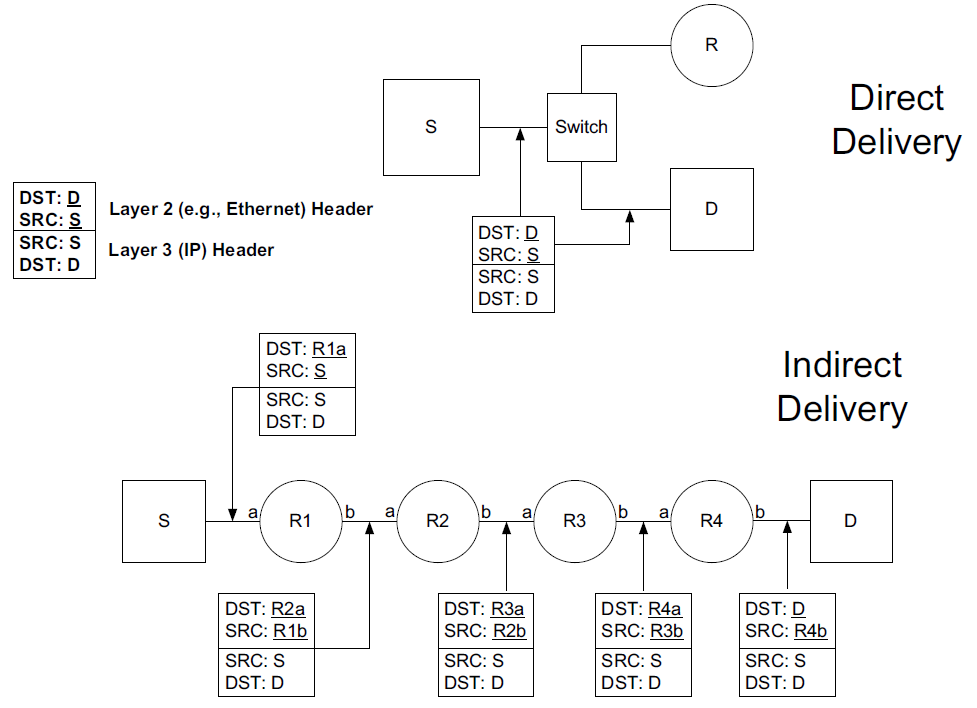 R
S
Switch
Direct
Delivery
D
DST: D
SRC: S
SRC: S
DST: D
Layer 2 (e.g., Ethernet) Header
Layer 3 (IP) Header
DST: D
SRC: S
SRC: S
DST: D
DST: R1a
SRC: S
SRC: S
DST: D
Indirect
Delivery
S
a R1 b
a R2 b
a R3 b
a R4 b
D
DST: R2a
SRC: R1b
SRC: S
DST: D
DST: R3a
SRC: R2b
SRC: S
DST: D
DST: R4a
SRC: R3b
SRC: S
DST: D
DST: D
SRC: R4b
SRC: S
DST: D